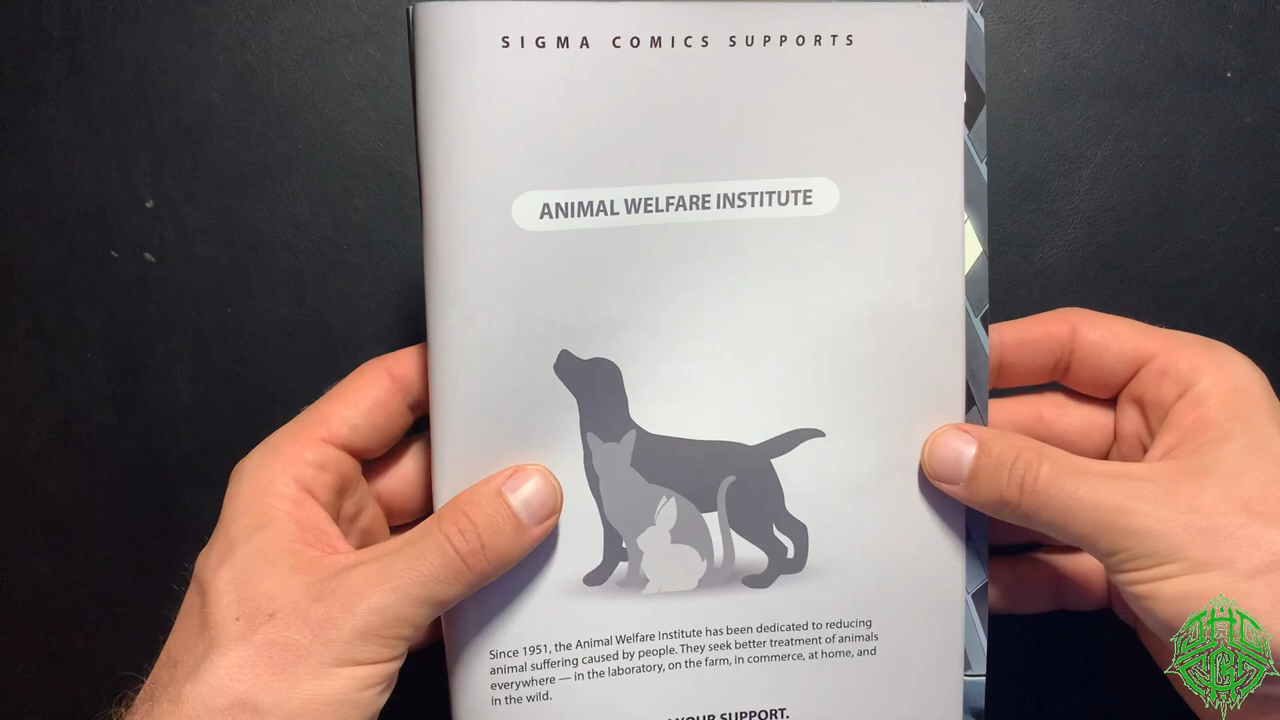 SIGMA COMICS SUPPORTS
ANIMAL WELFARE INSTITUTE
Since 1951, the Animal Welfare Institute has been dedicated to reducing
animal suffering caused by people. They seek better treatment of animals
everywhere — in the laboratory, on the farm, in commerce, at home, and
in the wild.
YOUR SUPPORT.